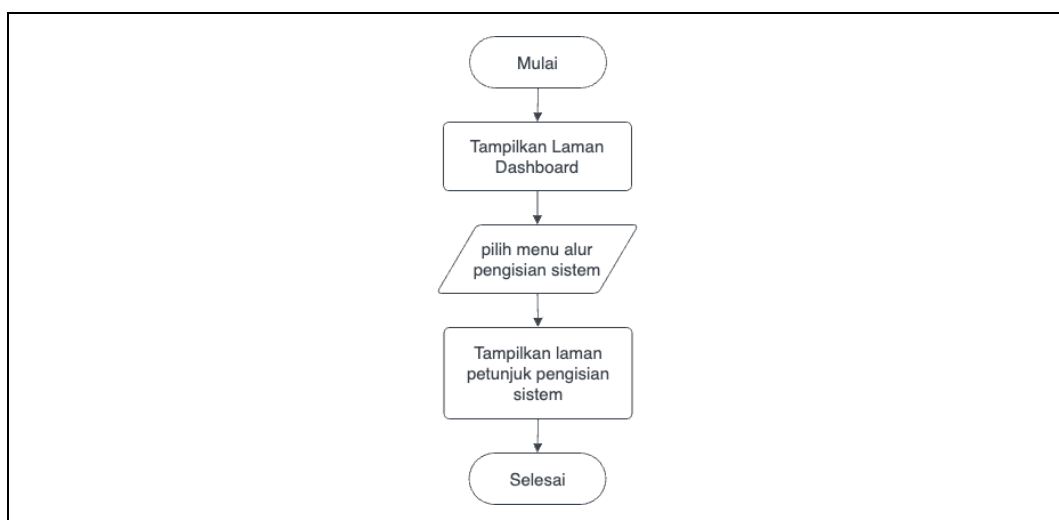 Mulai
Tampilkan Laman
Dashboard
pilih menu alur
pengisian sistem
Tampilkan laman
petunjuk pengisian
sistem
Selesai